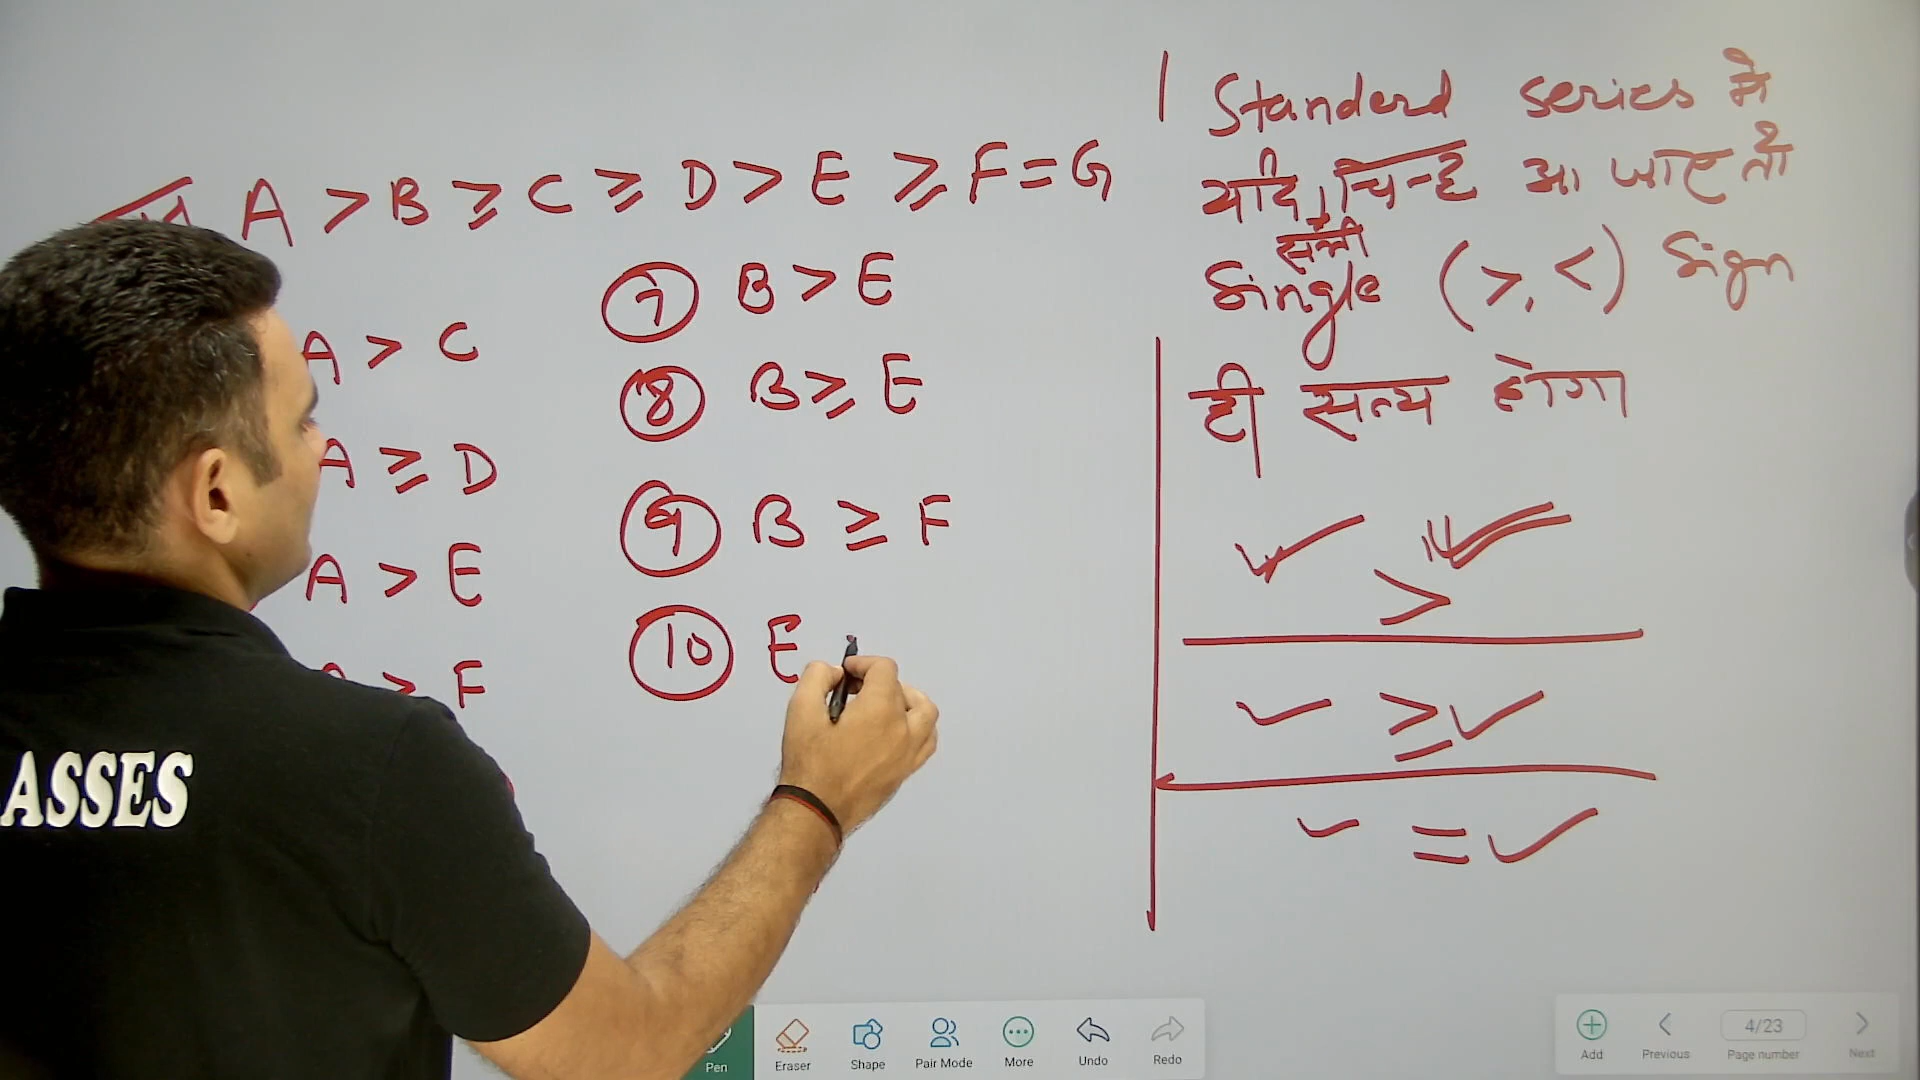 A > B ≥ C ≥ D > E ≥ F = G
A > C
A ≥ D
A > E
> F
7 B > E
8 B ≥ E
9 B ≥ F
10 E
Standerd series मे
यदि सभी चिन्ह आ जाए तो
Single (>, <) Sign
ही सत्य होगा
✓ > ✓
✓ ≥ ✓
✓ = ✓
ASSES
Pen Eraser Shape Pair Mode More Undo Redo
Add Previous 4/23 Page number Next